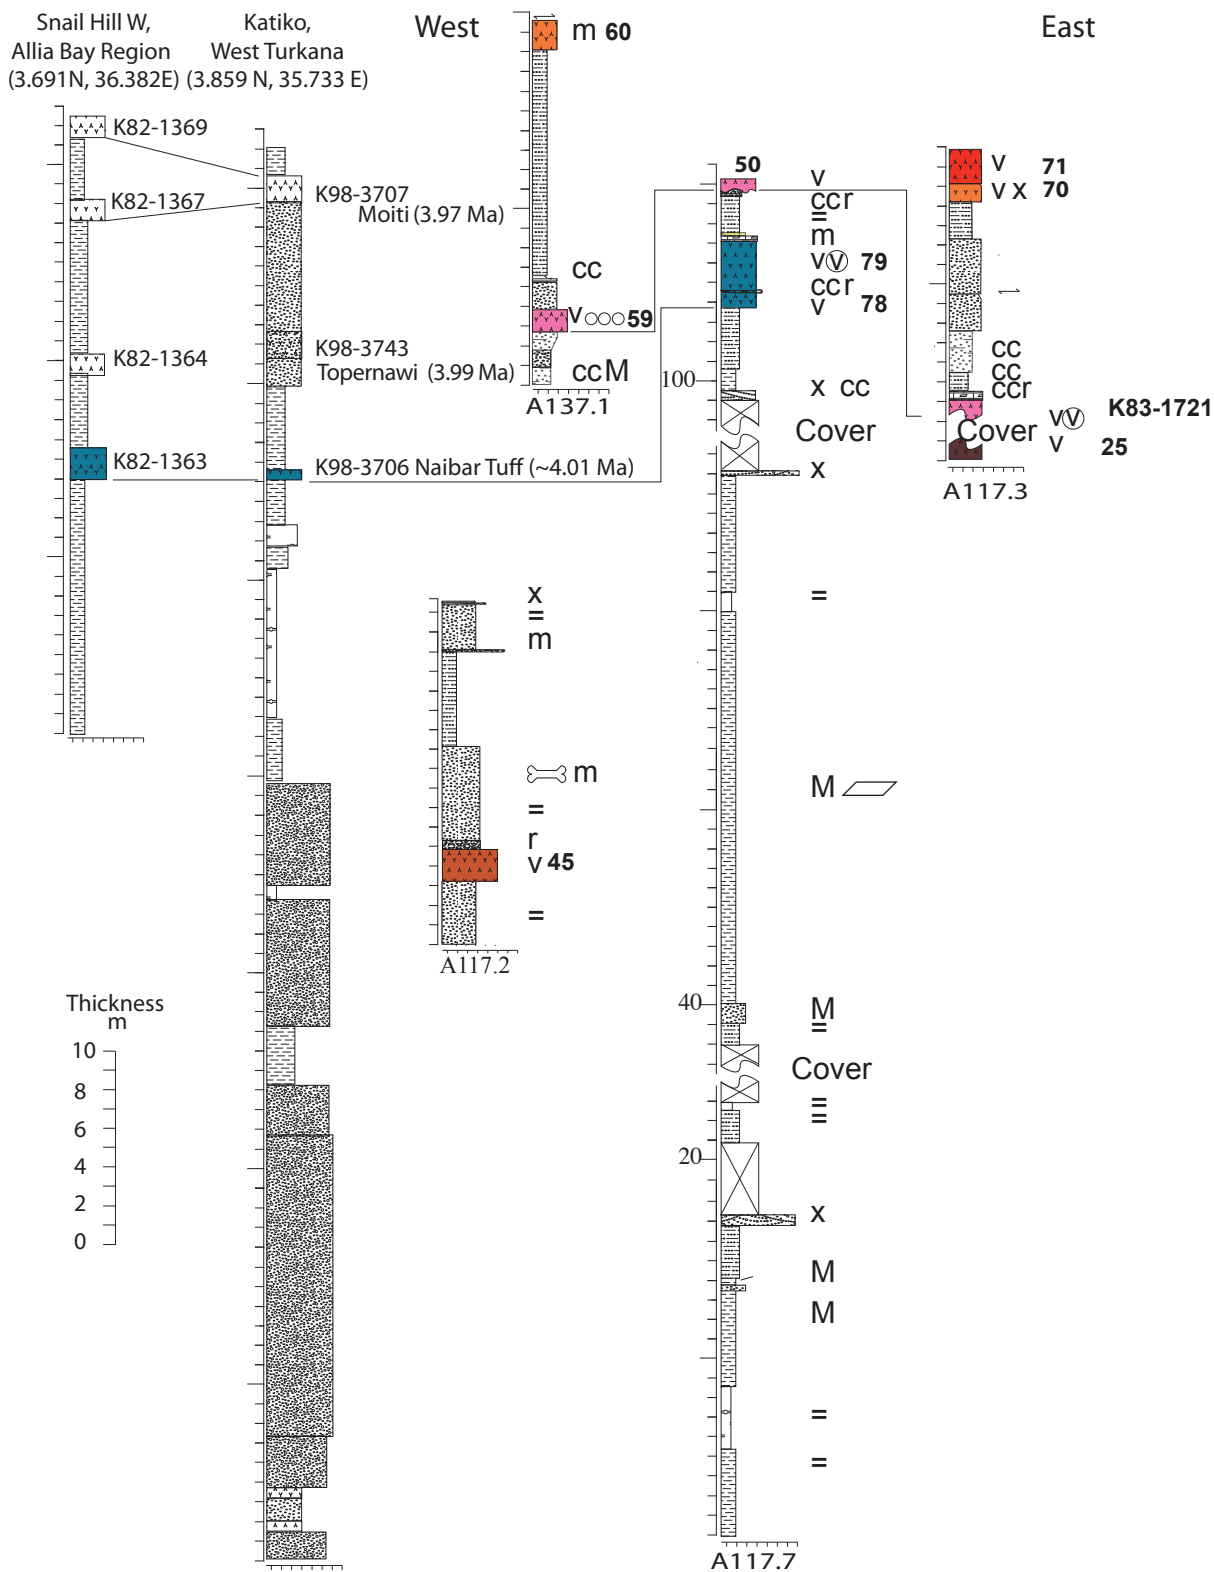 Snail Hill W,
Allia Bay Region
(3.691N, 36.382E)
Katiko,
West Turkana
(3.859 N, 35.733 E)
West
East
K82-1369
K82-1367
K82-1364
K82-1363
K98-3707
Moiti (3.97 Ma)
K98-3743
Topernawi (3.99 Ma)
K98-3706 Naibar Tuff (~4.01 Ma)
m 60
cc
v 59
cc M
A137.1
x
=
m
m
=
r
v 45
=
A117.2
50
v
ccr
=
m
vV 79
ccr
v 78
100
x cc
Cover
x
=
M
40
M
=
Cover
=
=
20
x
M
M
=
=
A117.7
v 71
v x 70
cc
cc
ccr
vV K83-1721
Cover
v 25
A117.3
Thickness
m
10
8
6
4
2
0